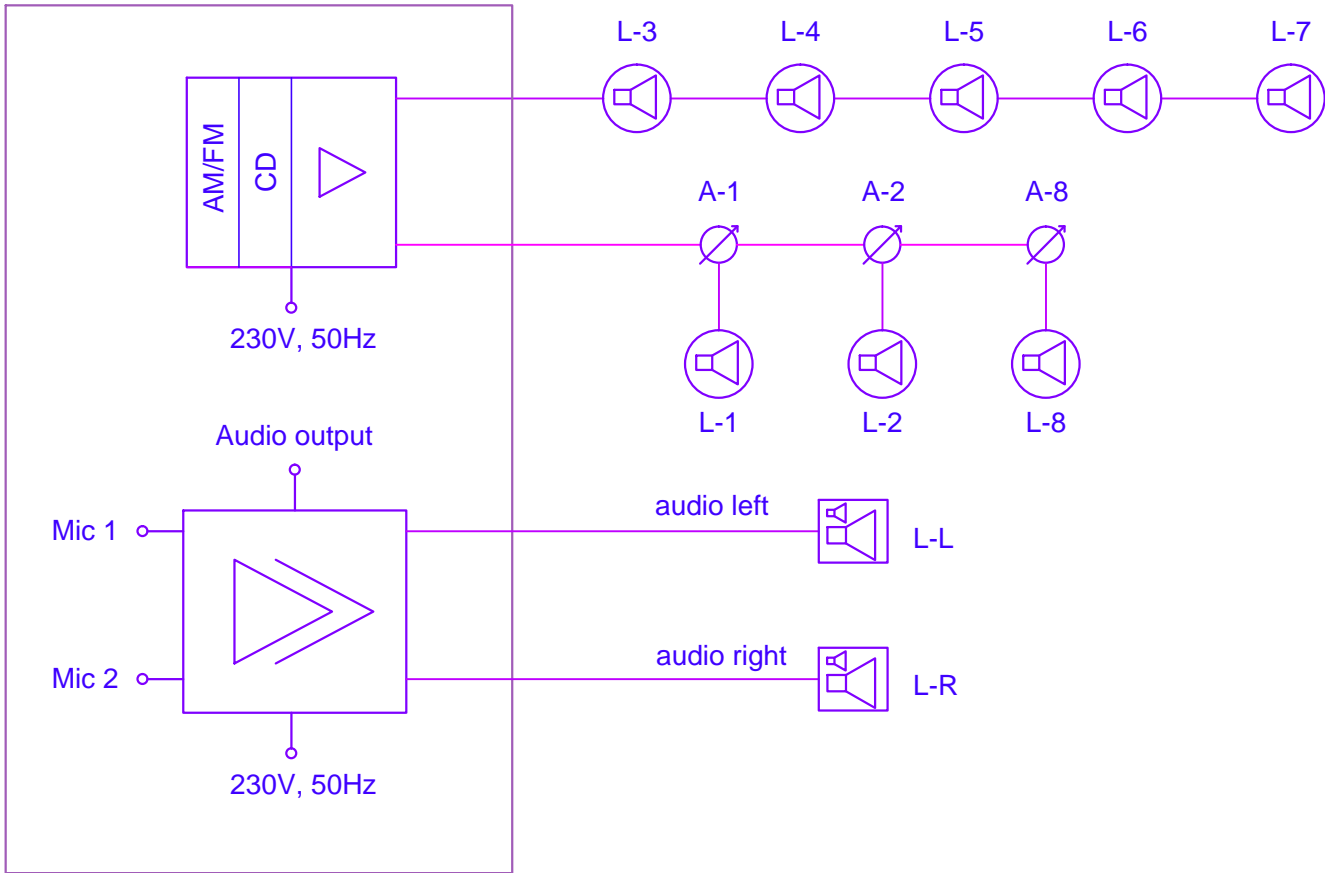 L-3
L-4
L-5
L-6
L-7
AM/FM
CD
A-1
A-2
A-8
230V, 50Hz
L-1
L-2
L-8
Audio output
Mic 1
audio left
L-L
Mic 2
audio right
L-R
230V, 50Hz